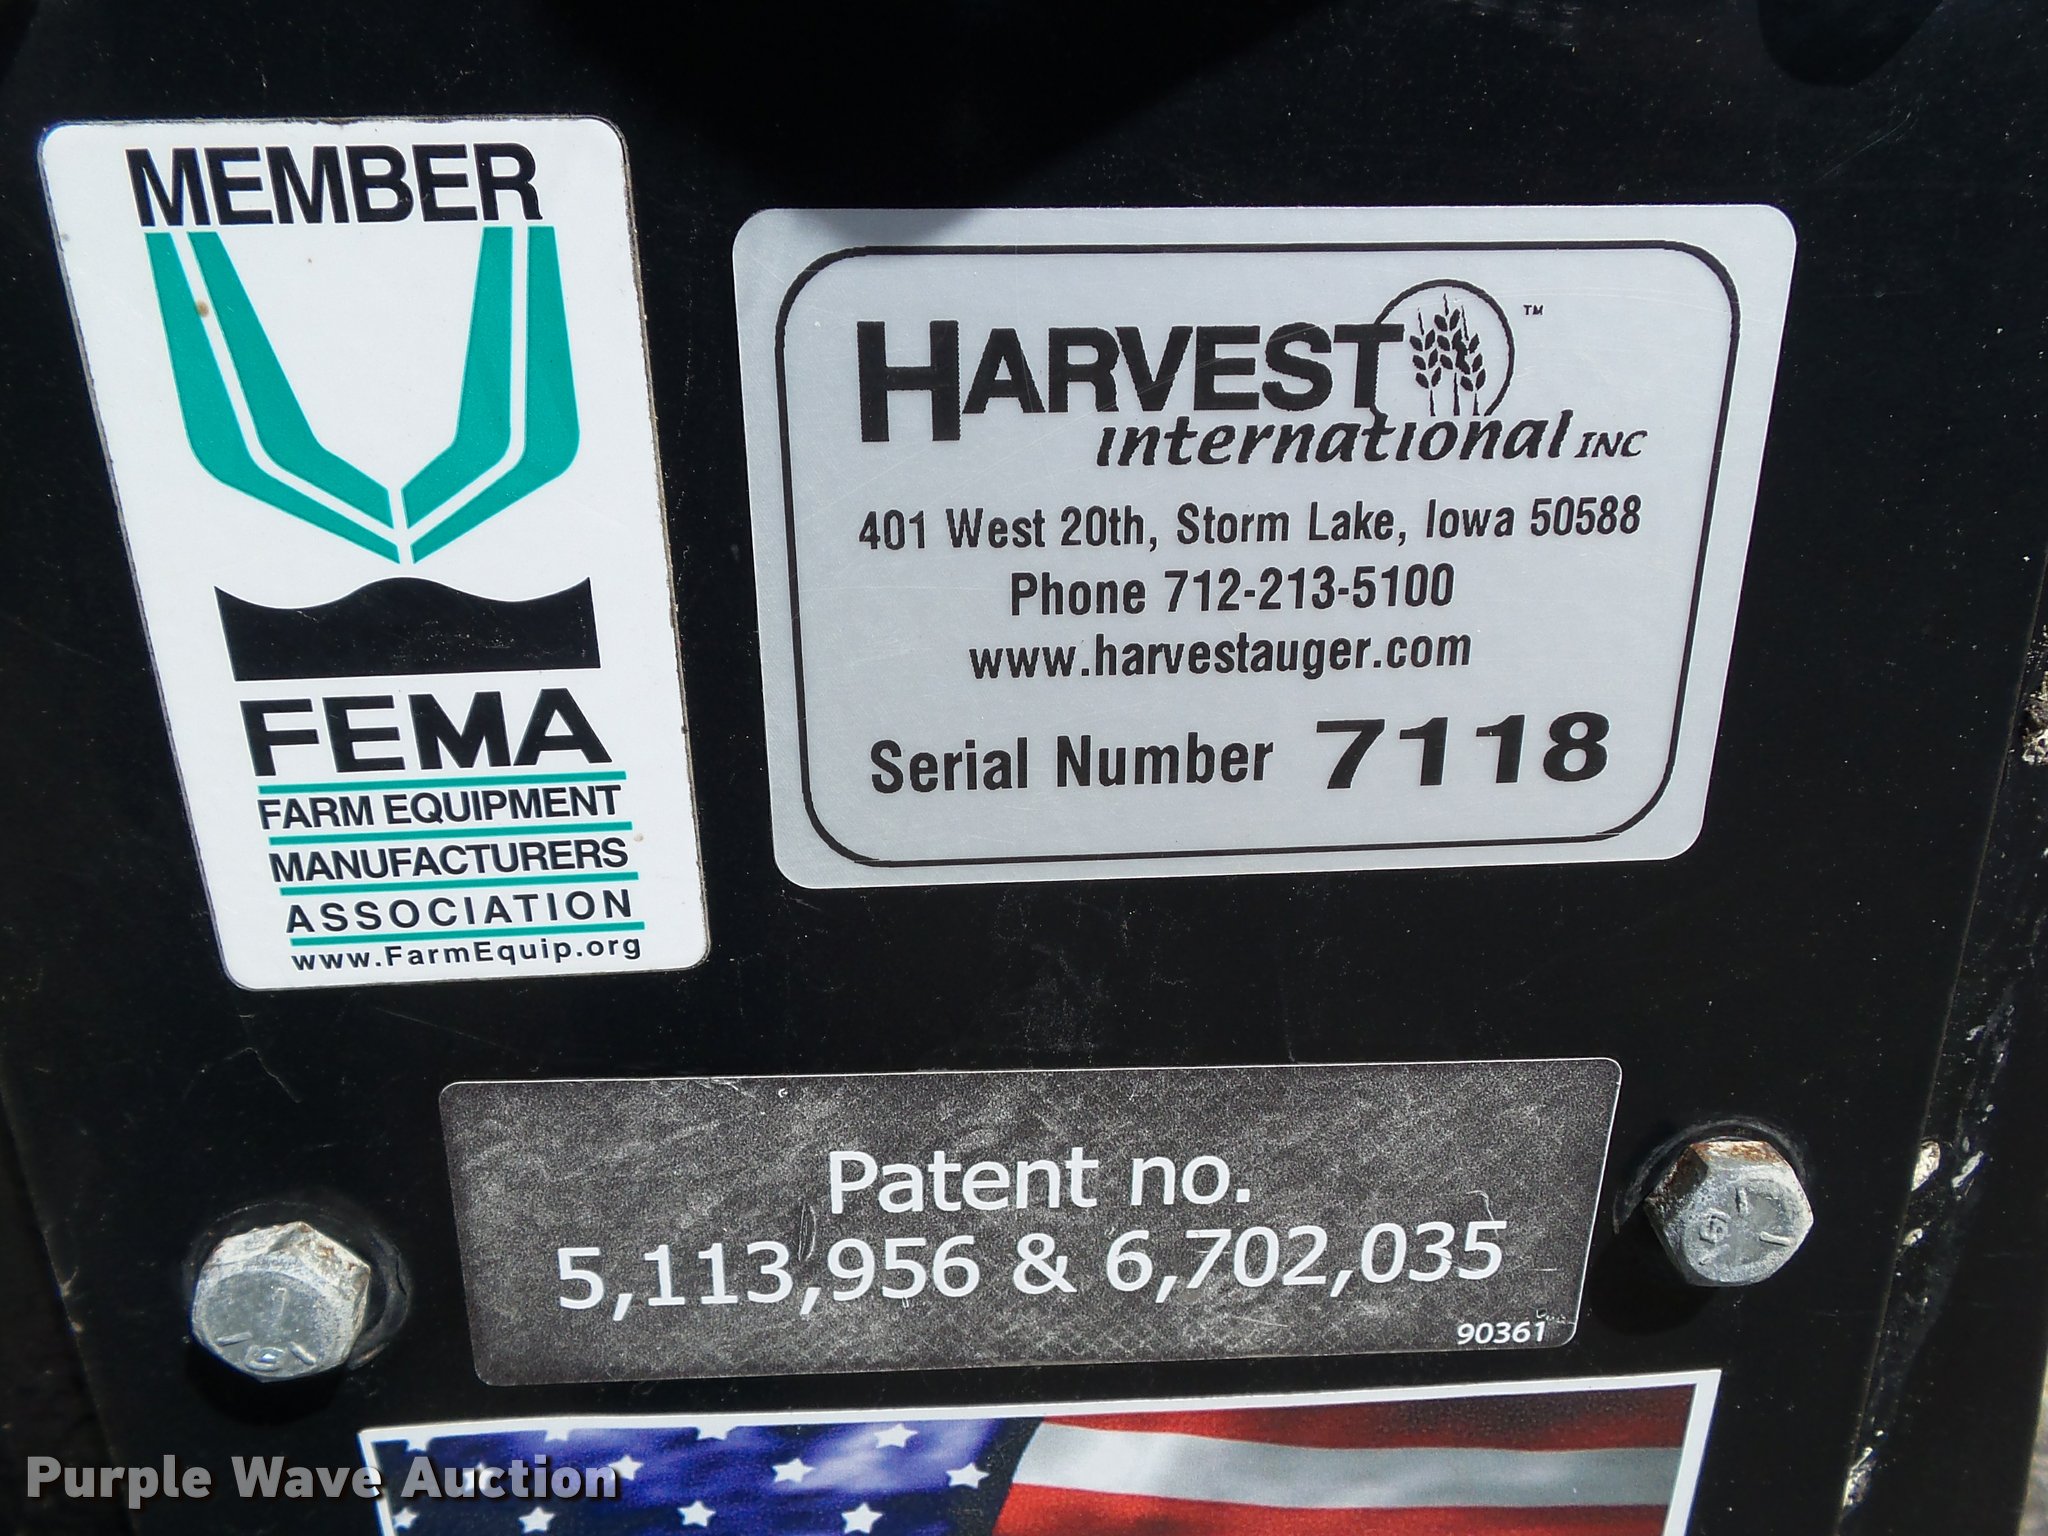 MEMBER
FEMA
FARM EQUIPMENT
MANUFACTURERS
ASSOCIATION
www.FarmEquip.org
HARVEST ™
international INC
401 West 20th, Storm Lake, Iowa 50588
Phone 712-213-5100
www.harvestauger.com
Serial Number 7118
Patent no.
5,113,956 & 6,702,035
90361
Purple Wave Auction